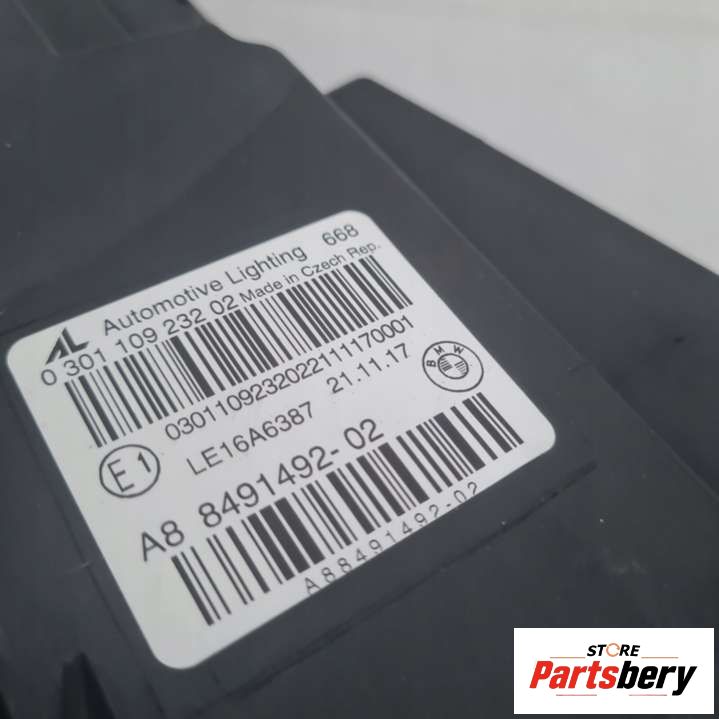 AL Automotive Lighting 668
0 301 109 232 02 Made in Czech Rep.
0301109232022111170001
LE16A6387 21.11.17
BMW
E1
A8 8491492-02
A88491492-02
STORE
Partsbery